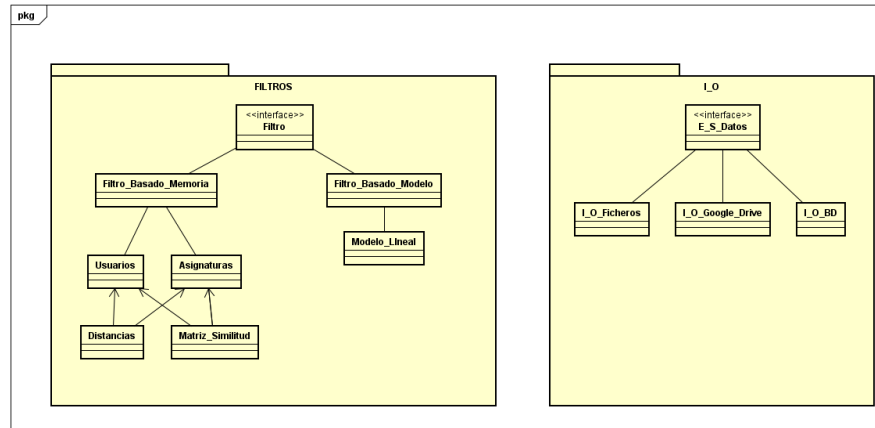 pkg
FILTROS
<<interface>>
Filtro
Filtro_Basado_Memoria
Filtro_Basado_Modelo
Usuarios
Asignaturas
Modelo_LIneal
Distancias
Matriz_Similitud
I_O
<<interface>>
E_S_Datos
I_O_Ficheros
I_O_Google_Drive
I_O_BD